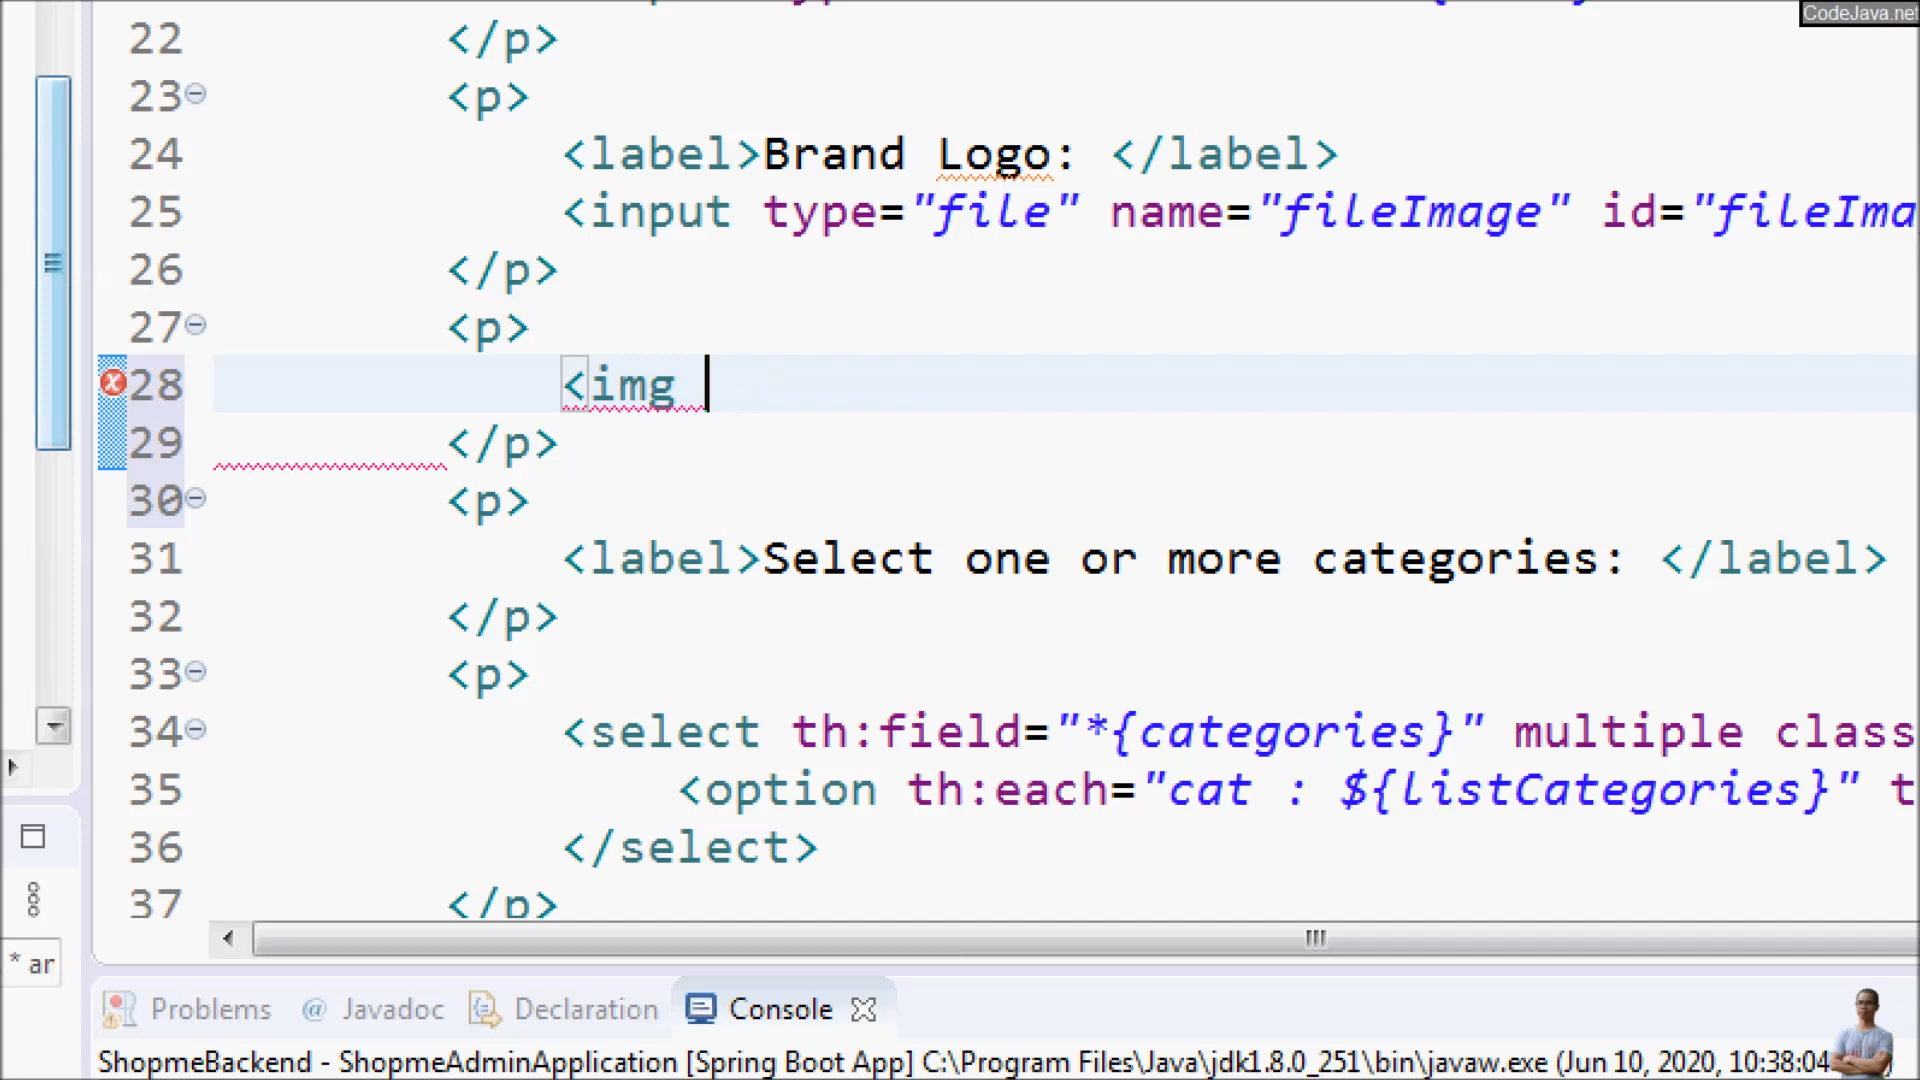 CodeJava.net
22 </p>
23 <p>
24 <label>Brand Logo: </label>
25 <input type="file" name="fileImage" id="fileIma
26 </p>
27 <p>
28 <img
29 </p>
30 <p>
31 <label>Select one or more categories: </label>
32 </p>
33 <p>
34 <select th:field="*{categories}" multiple class
35 <option th:each="cat : ${listCategories}" t
36 </select>
37 </p>
* ar
Problems @ Javadoc Declaration Console
ShopmeBackend - ShopmeAdminApplication [Spring Boot App] C:\Program Files\Java\jdk1.8.0_251\bin\javaw.exe (Jun 10, 2020, 10:38:04